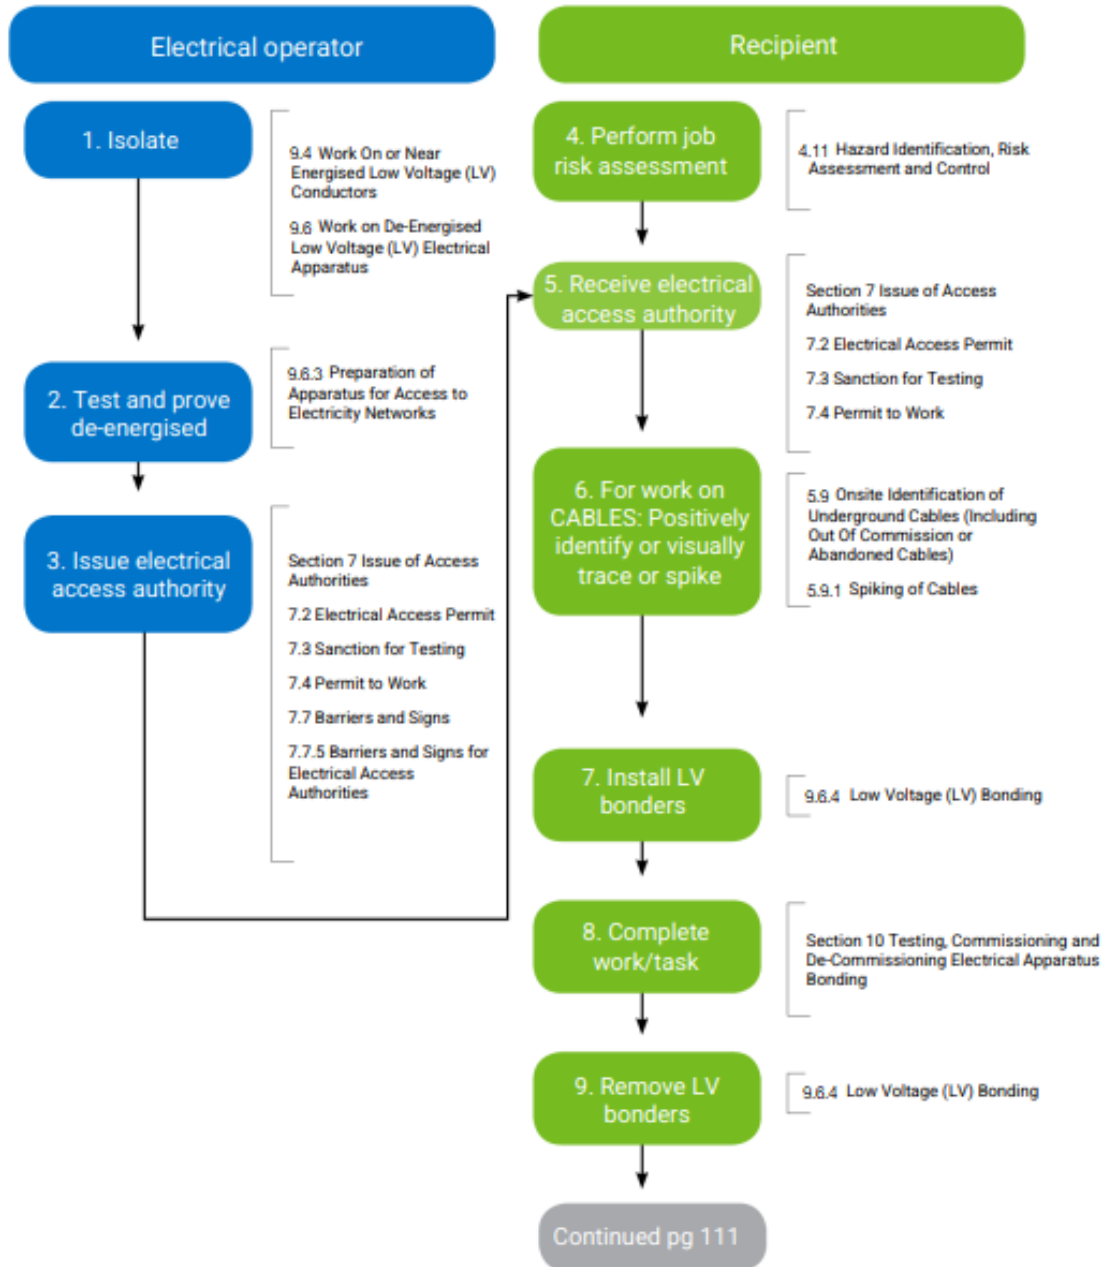 Electrical operator
Recipient
1. Isolate
9.4 Work On or Near
Energised Low Voltage (LV)
Conductors
9.6 Work on De-Energised
Low Voltage (LV) Electrical
Apparatus
2. Test and prove
de-energised
9.6.3 Preparation of
Apparatus for Access to
Electricity Networks
3. Issue electrical
access authority
Section 7 Issue of Access
Authorities
7.2 Electrical Access Permit
7.3 Sanction for Testing
7.4 Permit to Work
7.7 Barriers and Signs
7.7.5 Barriers and Signs for
Electrical Access
Authorities
4. Perform job
risk assessment
4.11 Hazard Identification, Risk
Assessment and Control
5. Receive electrical
access authority
Section 7 Issue of Access
Authorities
7.2 Electrical Access Permit
7.3 Sanction for Testing
7.4 Permit to Work
6. For work on
CABLES: Positively
identify or visually
trace or spike
5.9 Onsite Identification of
Underground Cables (Including
Out Of Commission or
Abandoned Cables)
5.9.1 Spiking of Cables
7. Install LV
bonders
9.6.4 Low Voltage (LV) Bonding
8. Complete
work/task
Section 10 Testing, Commissioning and
De-Commissioning Electrical Apparatus
Bonding
9. Remove LV
bonders
9.6.4 Low Voltage (LV) Bonding
Continued pg 111